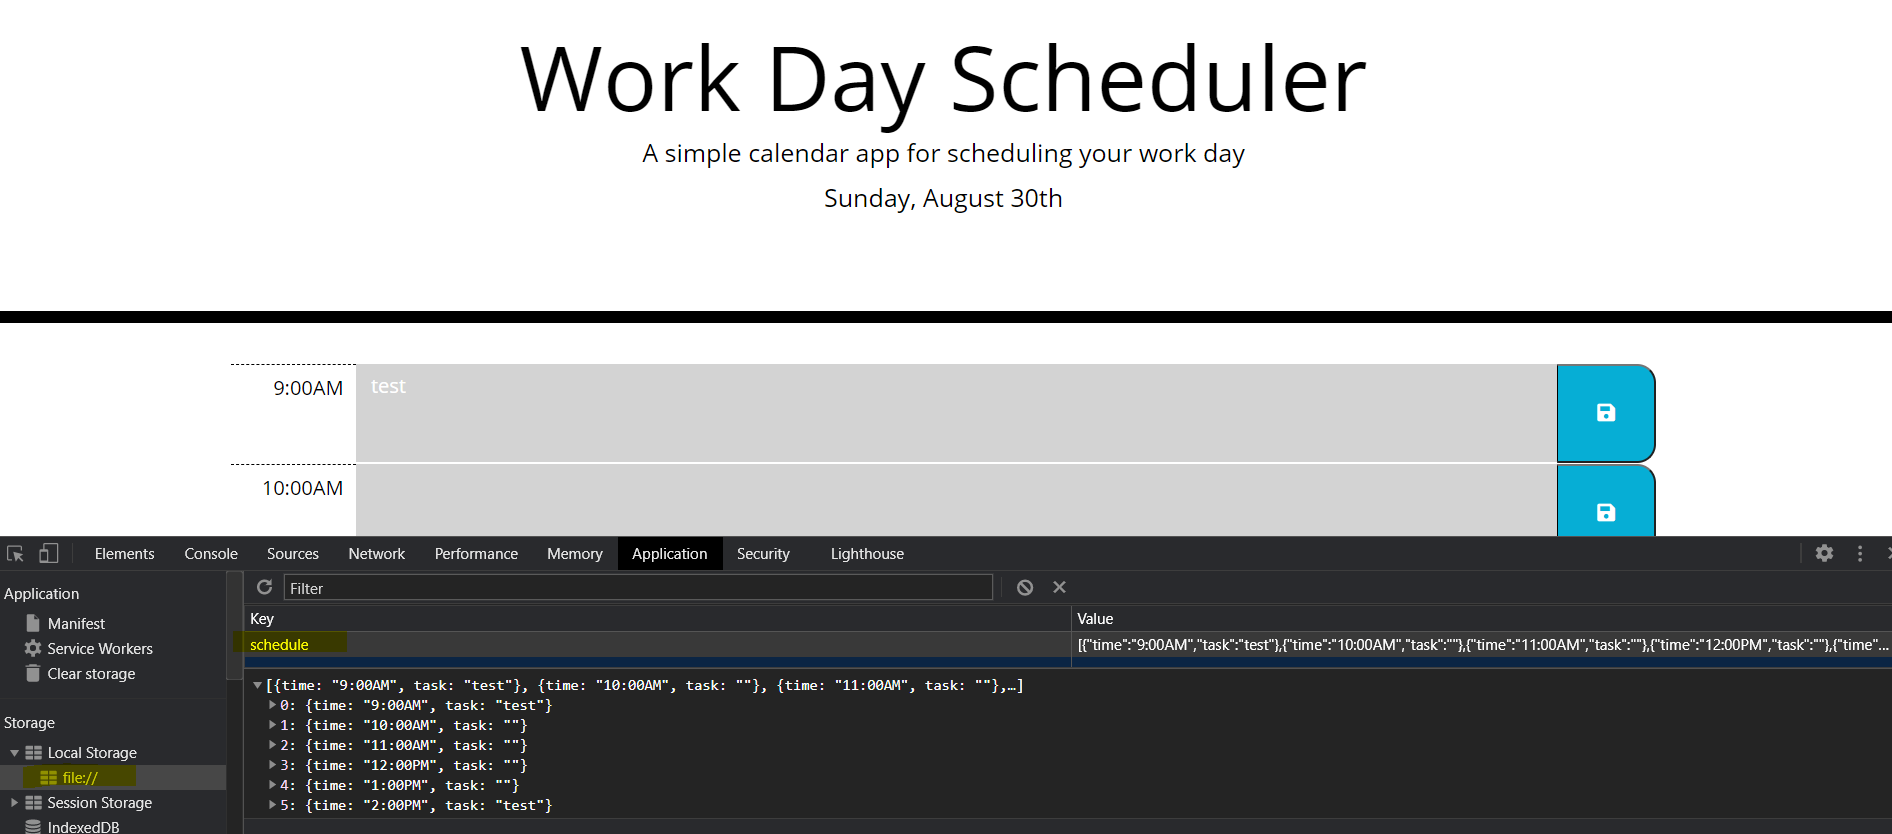 Work Day Scheduler
A simple calendar app for scheduling your work day
Sunday, August 30th
9:00AM test
10:00AM
Elements Console Sources Network Performance Memory Application Security Lighthouse
Application
Manifest
Service Workers
Clear storage
Storage
Local Storage
file://
Session Storage
IndexedDB
Filter
Key Value
schedule [{"time":"9:00AM","task":"test"},{"time":"10:00AM","task":""},{"time":"11:00AM","task":""},{"time":"12:00PM","task":""},{"time"...
[{time: "9:00AM", task: "test"}, {time: "10:00AM", task: ""}, {time: "11:00AM", task: ""},…]
0: {time: "9:00AM", task: "test"}
1: {time: "10:00AM", task: ""}
2: {time: "11:00AM", task: ""}
3: {time: "12:00PM", task: ""}
4: {time: "1:00PM", task: ""}
5: {time: "2:00PM", task: "test"}